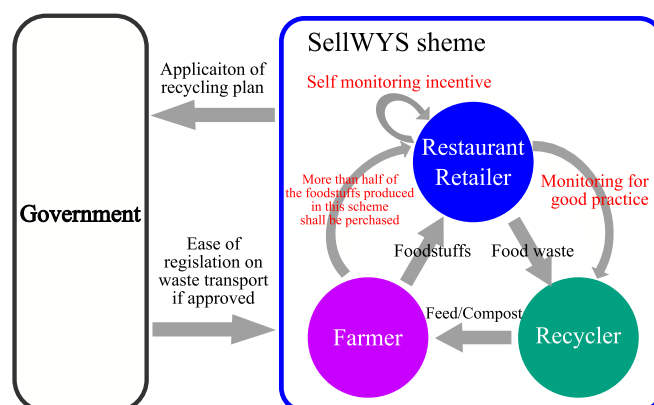 SellWYS sheme
Applicaiton of
recycling plan
Self monitoring incentive
Restaurant
Retailer
More than half of
the foodstuffs produced
in this scheme
shall be perchased
Monitoring for
good practice
Government
Ease of
regislation on
waste transport
if approved
Foodstuffs
Food waste
Feed/Compost
Farmer
Recycler